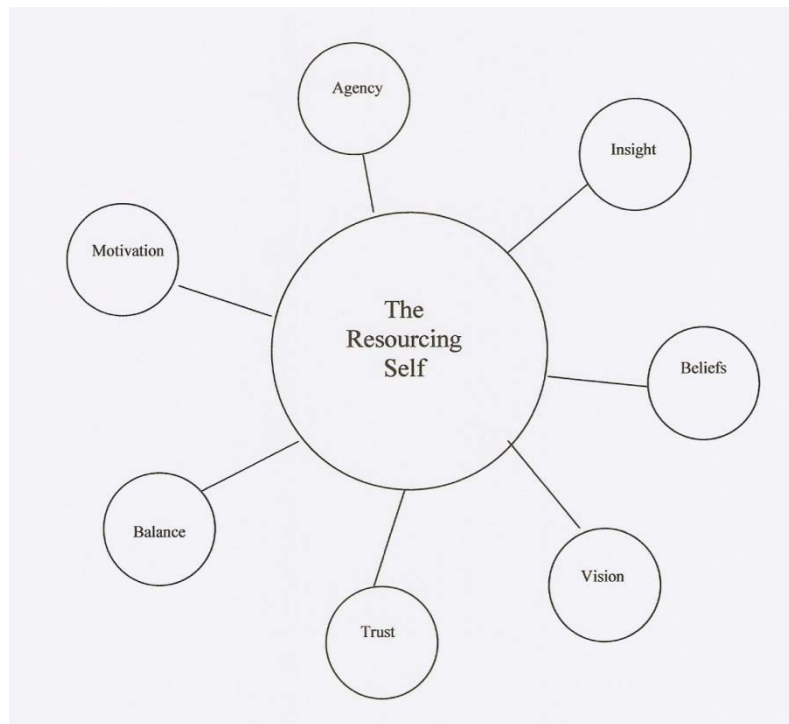 Agency
Insight
Motivation
The
Resourcing
Self
Beliefs
Balance
Vision
Trust